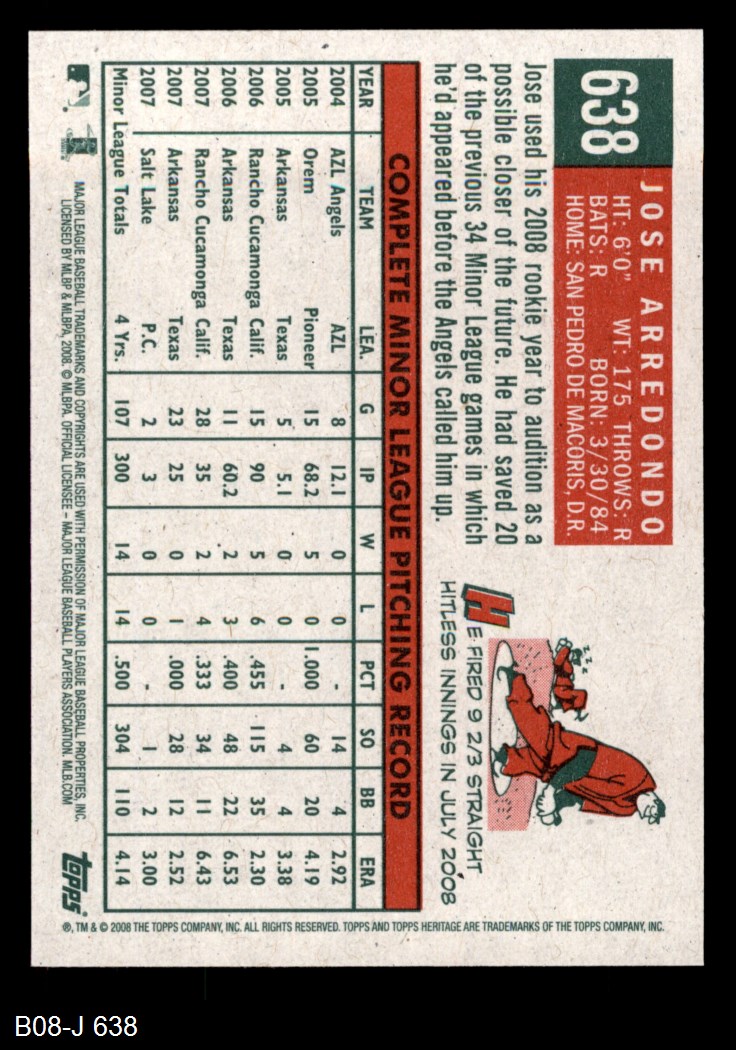 638
JOSE ARREDONDO
HT: 6'0" WT: 175 THROWS: R
BATS: R BORN: 3/30/84
HOME: SAN PEDRO DE MACORIS, D.R.
Jose used his 2008 rookie year to audition as a
possible closer of the future. He had saved 20
of the previous 34 Minor League games in which
he'd appeared before the Angels called him up.
z z z
HE FIRED 9 2/3 STRAIGHT
HITLESS INNINGS IN JULY 2008
COMPLETE MINOR LEAGUE PITCHING RECORD
YEAR TEAM LEA. G IP W L PCT SO BB ERA
2004 AZL Angels AZL 8 12.1 0 0 - 14 4 2.92
2005 Orem Pioneer 15 68.2 5 0 1.000 60 20 4.19
2005 Arkansas Texas 5 5.1 0 0 - 4 4 3.38
2006 Rancho Cucamonga Calif. 15 90 5 6 .455 115 35 2.30
2006 Arkansas Texas 11 60.2 2 3 .400 48 22 6.53
2007 Rancho Cucamonga Calif. 28 35 2 4 .333 34 11 6.43
2007 Arkansas Texas 23 25 0 1 .000 28 12 2.52
2007 Salt Lake P.C. 2 3 0 0 - 1 2 3.00
Minor League Totals 4 Yrs. 107 300 14 14 .500 304 110 4.14
MAJOR LEAGUE BASEBALL TRADEMARKS AND COPYRIGHTS ARE USED WITH PERMISSION OF MAJOR LEAGUE BASEBALL PROPERTIES, INC.
LICENSED BY MLBP & MLBPA, 2008. © MLBPA. OFFICIAL LICENSEE – MAJOR LEAGUE BASEBALL PLAYERS ASSOCIATION. MLB.COM
topps®
®, TM & © 2008 THE TOPPS COMPANY, INC. ALL RIGHTS RESERVED. TOPPS AND TOPPS HERITAGE ARE TRADEMARKS OF THE TOPPS COMPANY, INC.
B08-J 638